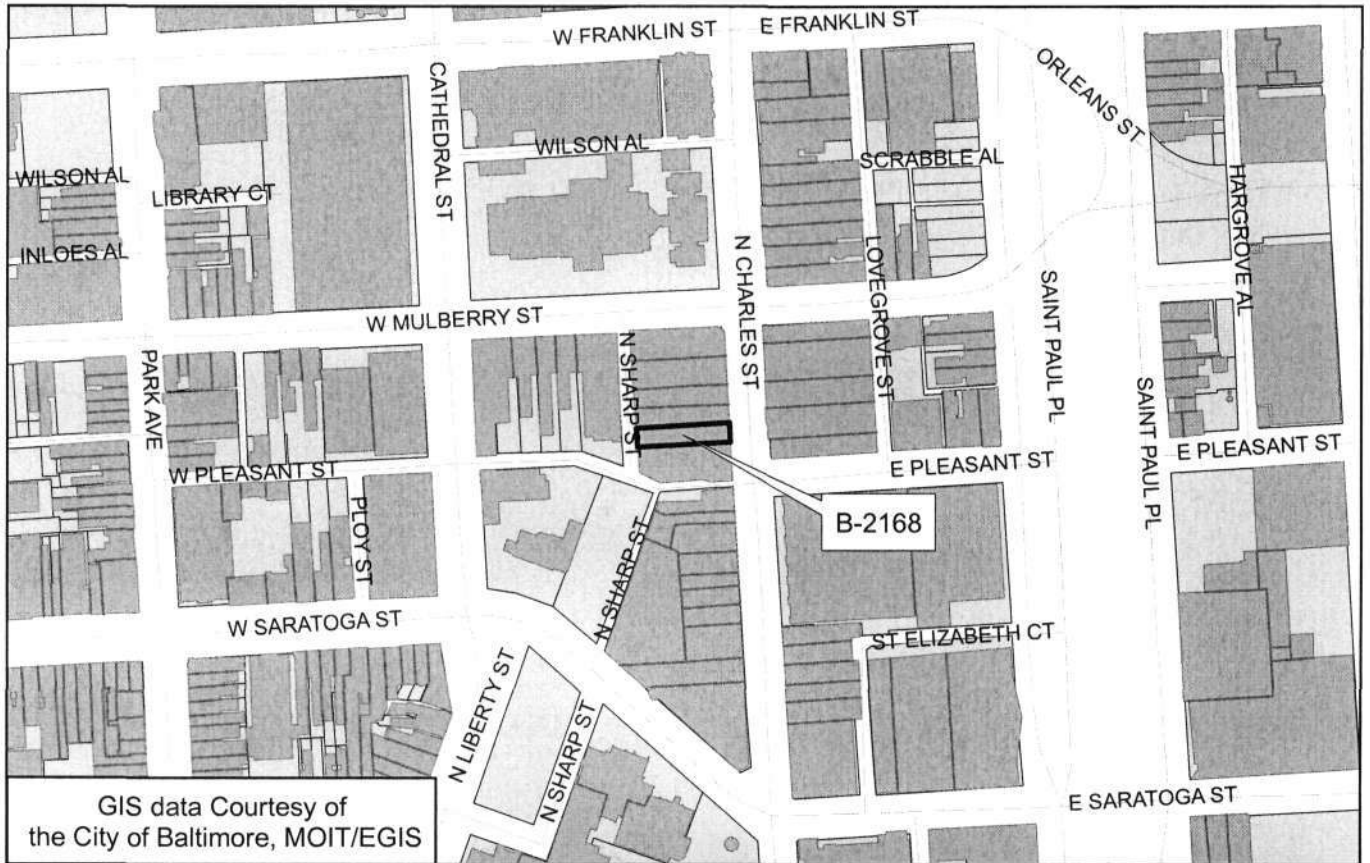 W FRANKLIN ST
E FRANKLIN ST
CATHEDRAL ST
ORLEANS ST
WILSON AL
SCRABBLE AL
WILSON AL
LIBRARY CT
HARGROVE AL
INLOES AL
N CHARLES ST
LOVEGROVE ST
SAINT PAUL PL
W MULBERRY ST
N SHARP ST
PARK AVE
SAINT PAUL PL
W PLEASANT ST
E PLEASANT ST
E PLEASANT ST
PLOY ST
B-2168
N SHARP ST
W SARATOGA ST
ST ELIZABETH CT
N LIBERTY ST
N SHARP ST
E SARATOGA ST
GIS data Courtesy of
the City of Baltimore, MOIT/EGIS